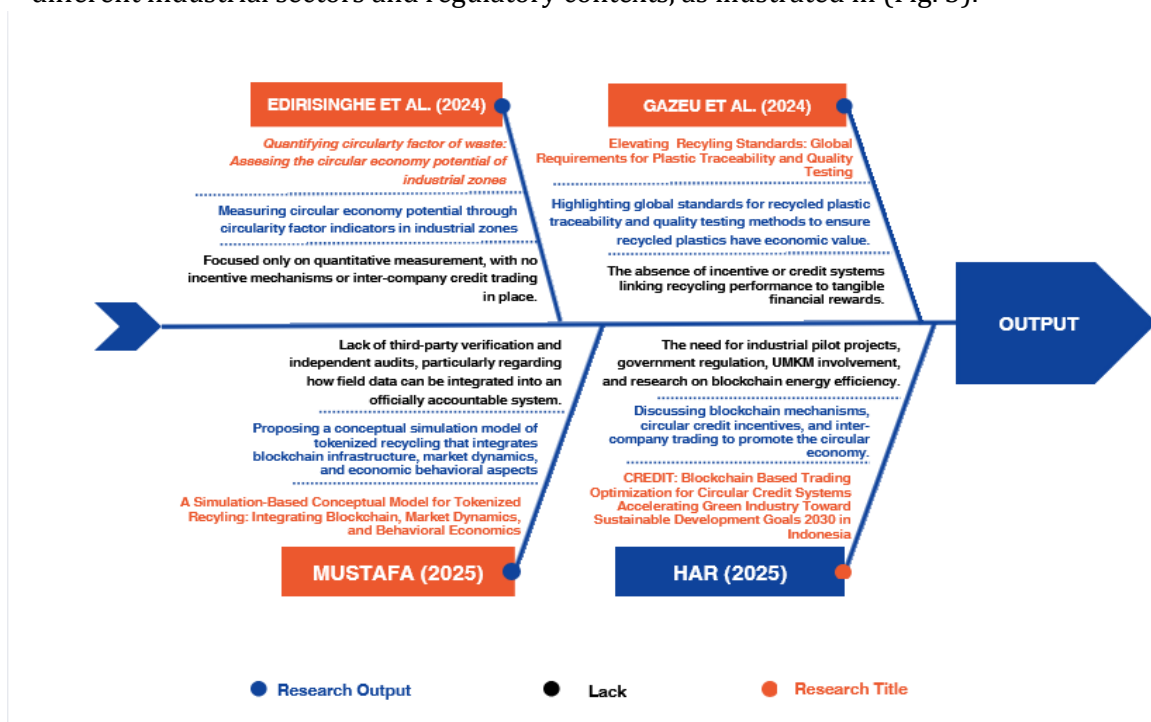 different industrial sectors and regulatory contexts, as illustrated in (Fig.
EDIRISINGHE ET AL. (2024)
Quantifying circularty factor of waste:
Assesing the circular economy potential of
industrial zones
Measuring circular economy potential through
circularity factor indicators in industrial zones
Focused only on quantitative measurement, with no
incentive mechanisms or inter-company credit trading
in place.
GAZEU ET AL. (2024)
Elevating Recyling Standards: Global
Requirements for Plastic Traceability and Quality
Testing
Highlighting global standards for recycled plastic
traceability and quality testing methods to ensure
recycled plastics have economic value.
The absence of incentive or credit systems
linking recycling performance to tangible
financial rewards.
OUTPUT
Lack of third-party verification and
independent audits, particularly regarding
how field data can be integrated into an
officially accountable system.
Proposing a conceptual simulation model of
tokenized recycling that integrates
blockchain infrastructure, market dynamics,
and economic behavioral aspects
A Simulation-Based Conceptual Model for Tokenized
Recyling: Integrating Blockchain, Market Dynamics,
and Behavioral Economics
MUSTAFA (2025)
The need for industrial pilot projects,
government regulation, UMKM involvement,
and research on blockchain energy efficiency.
Discussing blockchain mechanisms,
circular credit incentives, and inter-
company trading to promote the circular
economy.
CREDIT: Blockchain Based Trading
Optimization for Circular Credit Systems
Accelerating Green Industry Toward
Sustainable Development Goals 2030 in
Indonesia
HAR (2025)
Research Output
Lack
Research Title